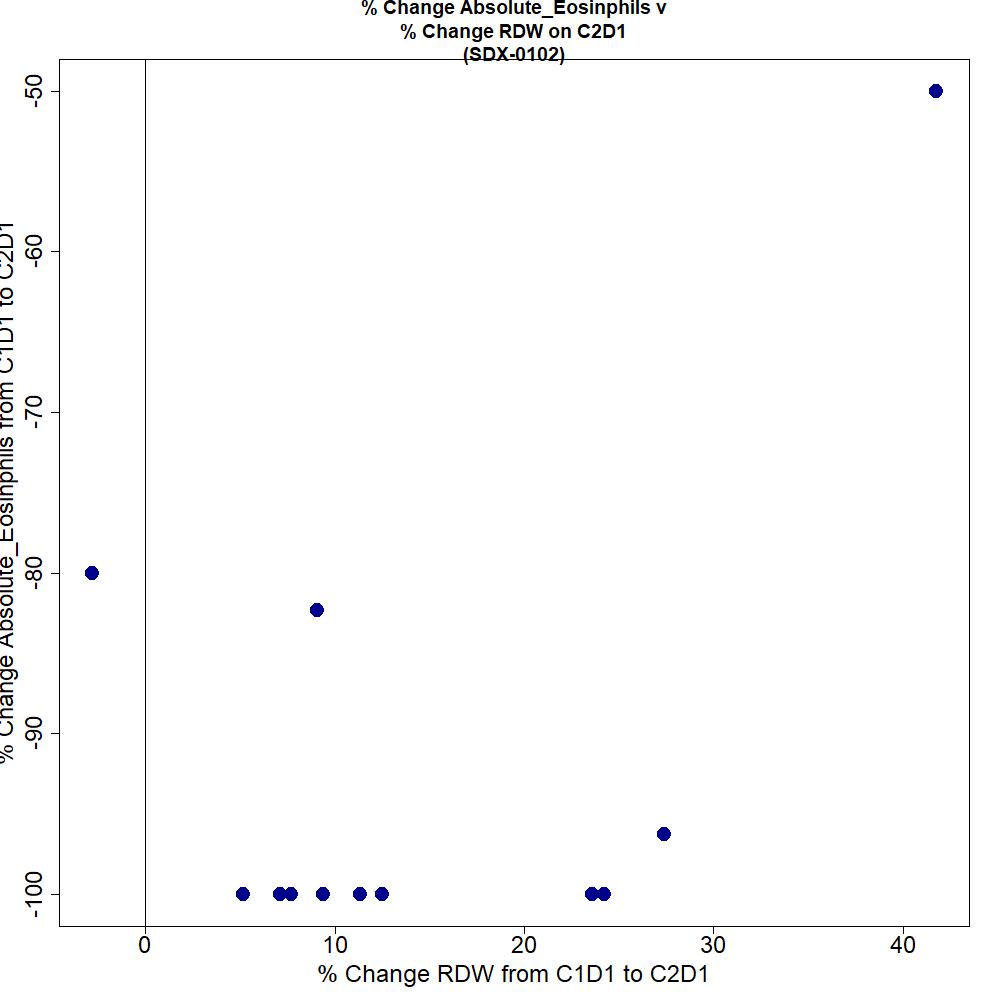 % Change Absolute_Eosinphils v
% Change RDW on C2D1
(SDX-0102)
% Change Absolute_Eosinphils from C1D1 to C2D1
-50
-60
-70
-80
-90
-100
0 10 20 30 40
% Change RDW from C1D1 to C2D1